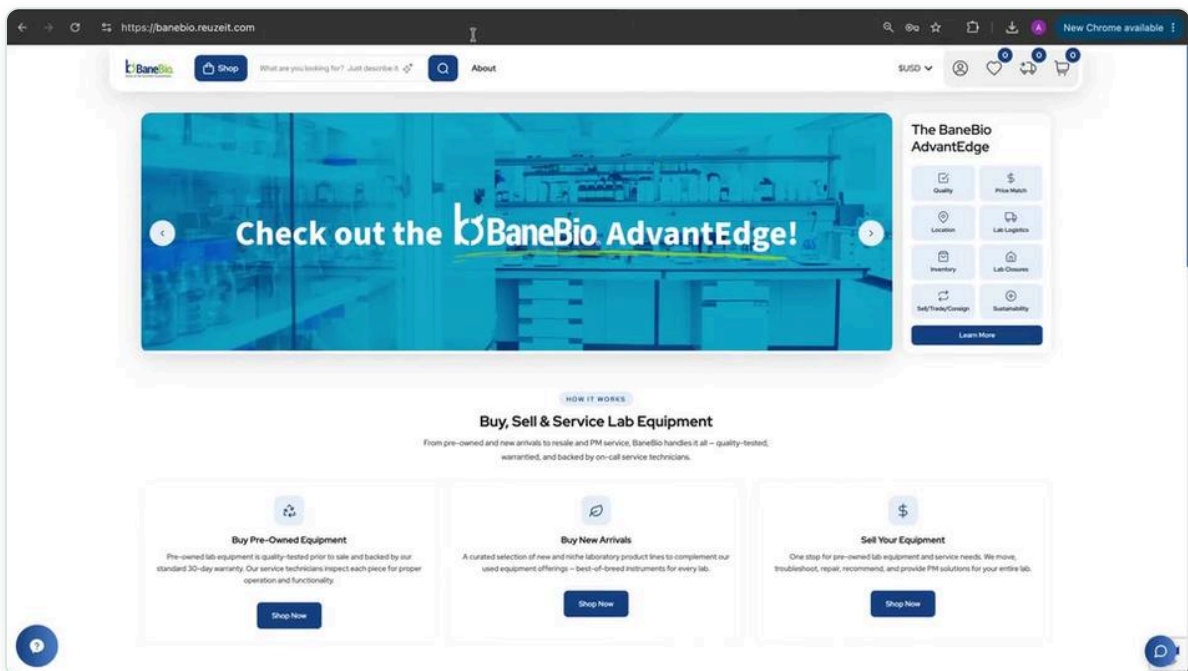 https://banebio.reuzeit.com
New Chrome available
BaneBio
Shop
What are you looking for? Just describe it
About
$USD
0
0
0
Check out the BaneBio AdvantEdge!
The BaneBio
AdvantEdge
Quality
Price Match
Location
Lab Logistics
Inventory
Lab Closures
Sell/Trade/Consign
Sustainability
Learn More
HOW IT WORKS
Buy, Sell & Service Lab Equipment
From pre-owned and new arrivals to resale and PM service, BaneBio handles it all – quality-tested,
warrantied, and backed by on-call service technicians.
Buy Pre-Owned Equipment
Pre-owned lab equipment is quality-tested prior to sale and backed by our
standard 30-day warranty. Our service technicians inspect each piece for proper
operation and functionality.
Shop Now
Buy New Arrivals
A curated selection of new and niche laboratory product lines to complement our
used equipment offerings – best-of-breed instruments for every lab.
Shop Now
Sell Your Equipment
One stop for pre-owned lab equipment and service needs. We move,
troubleshoot, repair, recommend, and provide PM solutions for your entire lab.
Shop Now